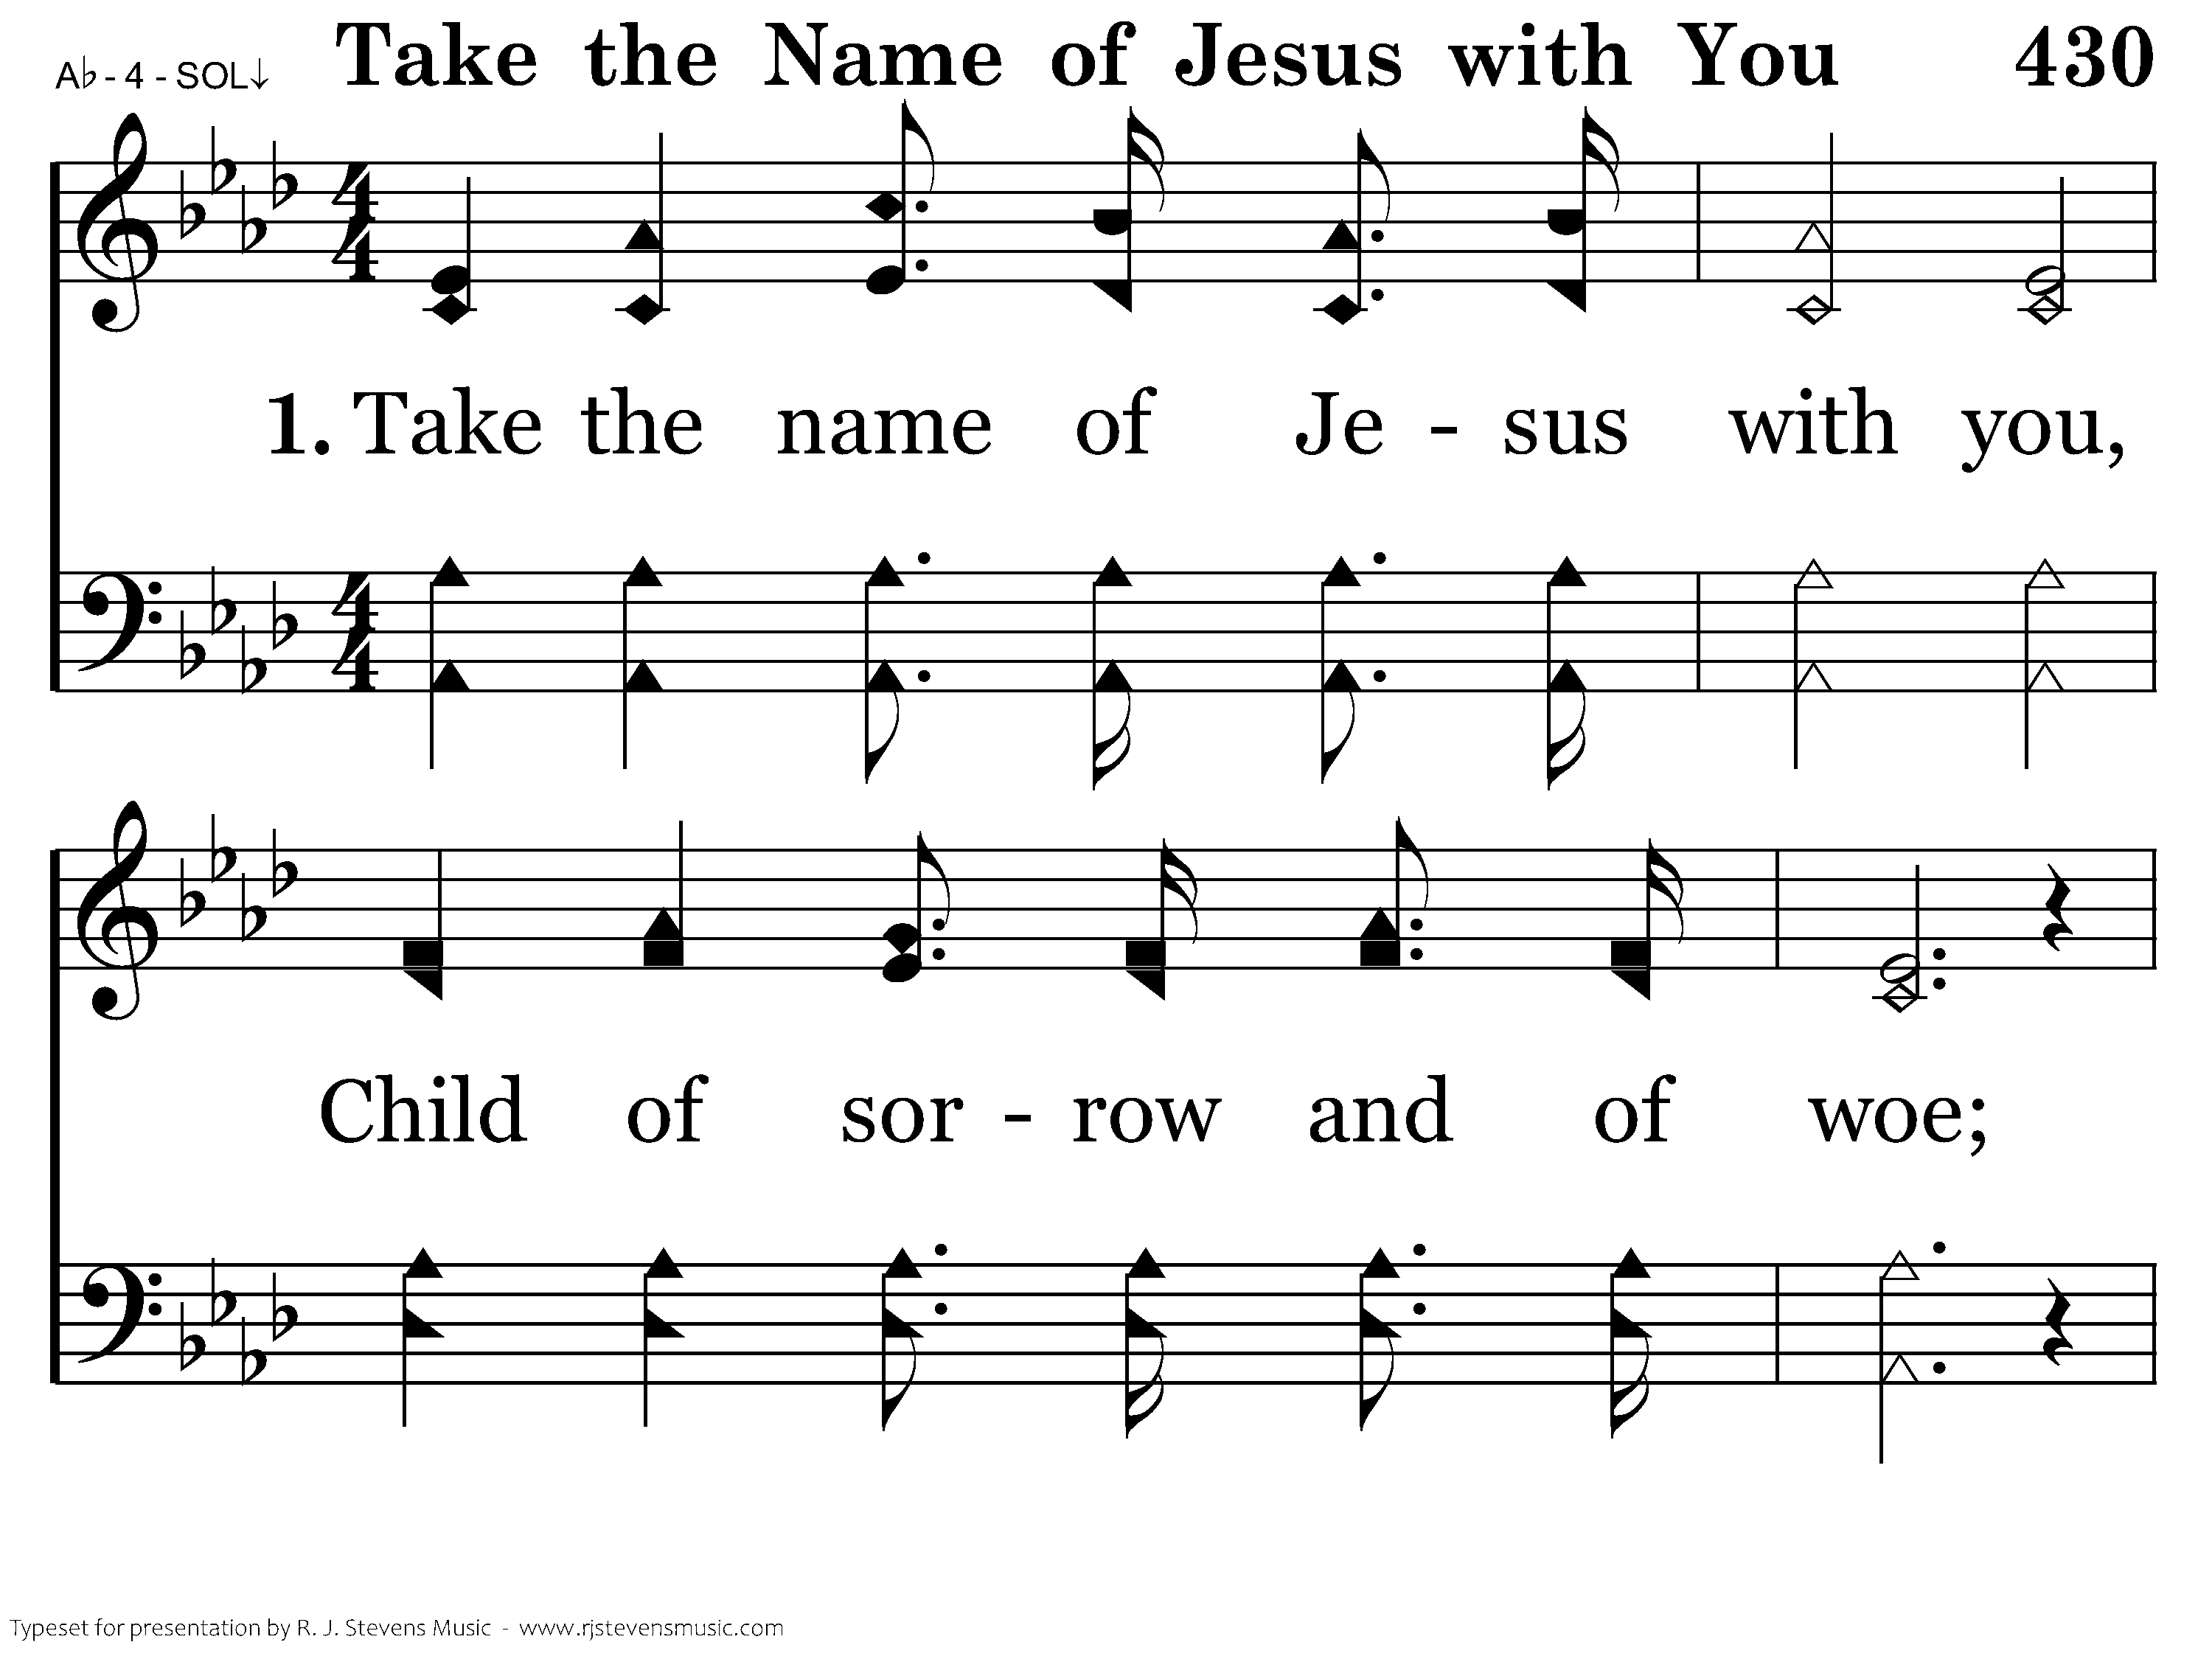 A♭ - 4 - SOL↓ Take the Name of Jesus with You 430
1. Take the name of Je - sus with you,
Child of sor - row and of woe;
Typeset for presentation by R. J. Stevens Music - www.rjstevensmusic.com